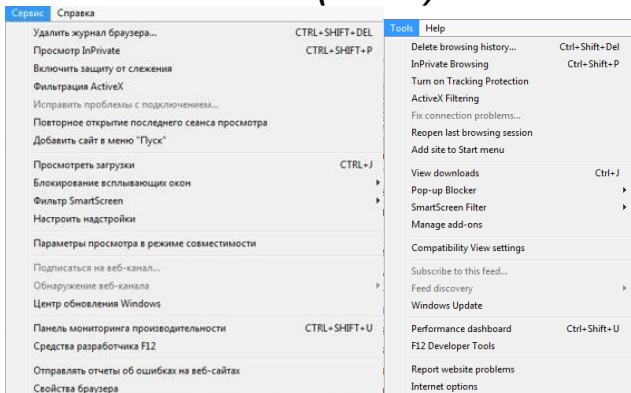 Сервис Справка
Удалить журнал браузера... CTRL+SHIFT+DEL
Просмотр InPrivate CTRL+SHIFT+P
Включить защиту от слежения
Фильтрация ActiveX
Исправить проблемы с подключением...
Повторное открытие последнего сеанса просмотра
Добавить сайт в меню "Пуск"
Просмотреть загрузки CTRL+J
Блокирование всплывающих окон
Фильтр SmartScreen
Настроить надстройки
Параметры просмотра в режиме совместимости
Подписаться на веб-канал...
Обнаружение веб-канала
Центр обновления Windows
Панель мониторинга производительности CTRL+SHIFT+U
Средства разработчика F12
Отправлять отчеты об ошибках на веб-сайтах
Свойства браузера
Tools Help
Delete browsing history... Ctrl+Shift+Del
InPrivate Browsing Ctrl+Shift+P
Turn on Tracking Protection
ActiveX Filtering
Fix connection problems...
Reopen last browsing session
Add site to Start menu
View downloads Ctrl+J
Pop-up Blocker
SmartScreen Filter
Manage add-ons
Compatibility View settings
Subscribe to this feed...
Feed discovery
Windows Update
Performance dashboard Ctrl+Shift+U
F12 Developer Tools
Report website problems
Internet options